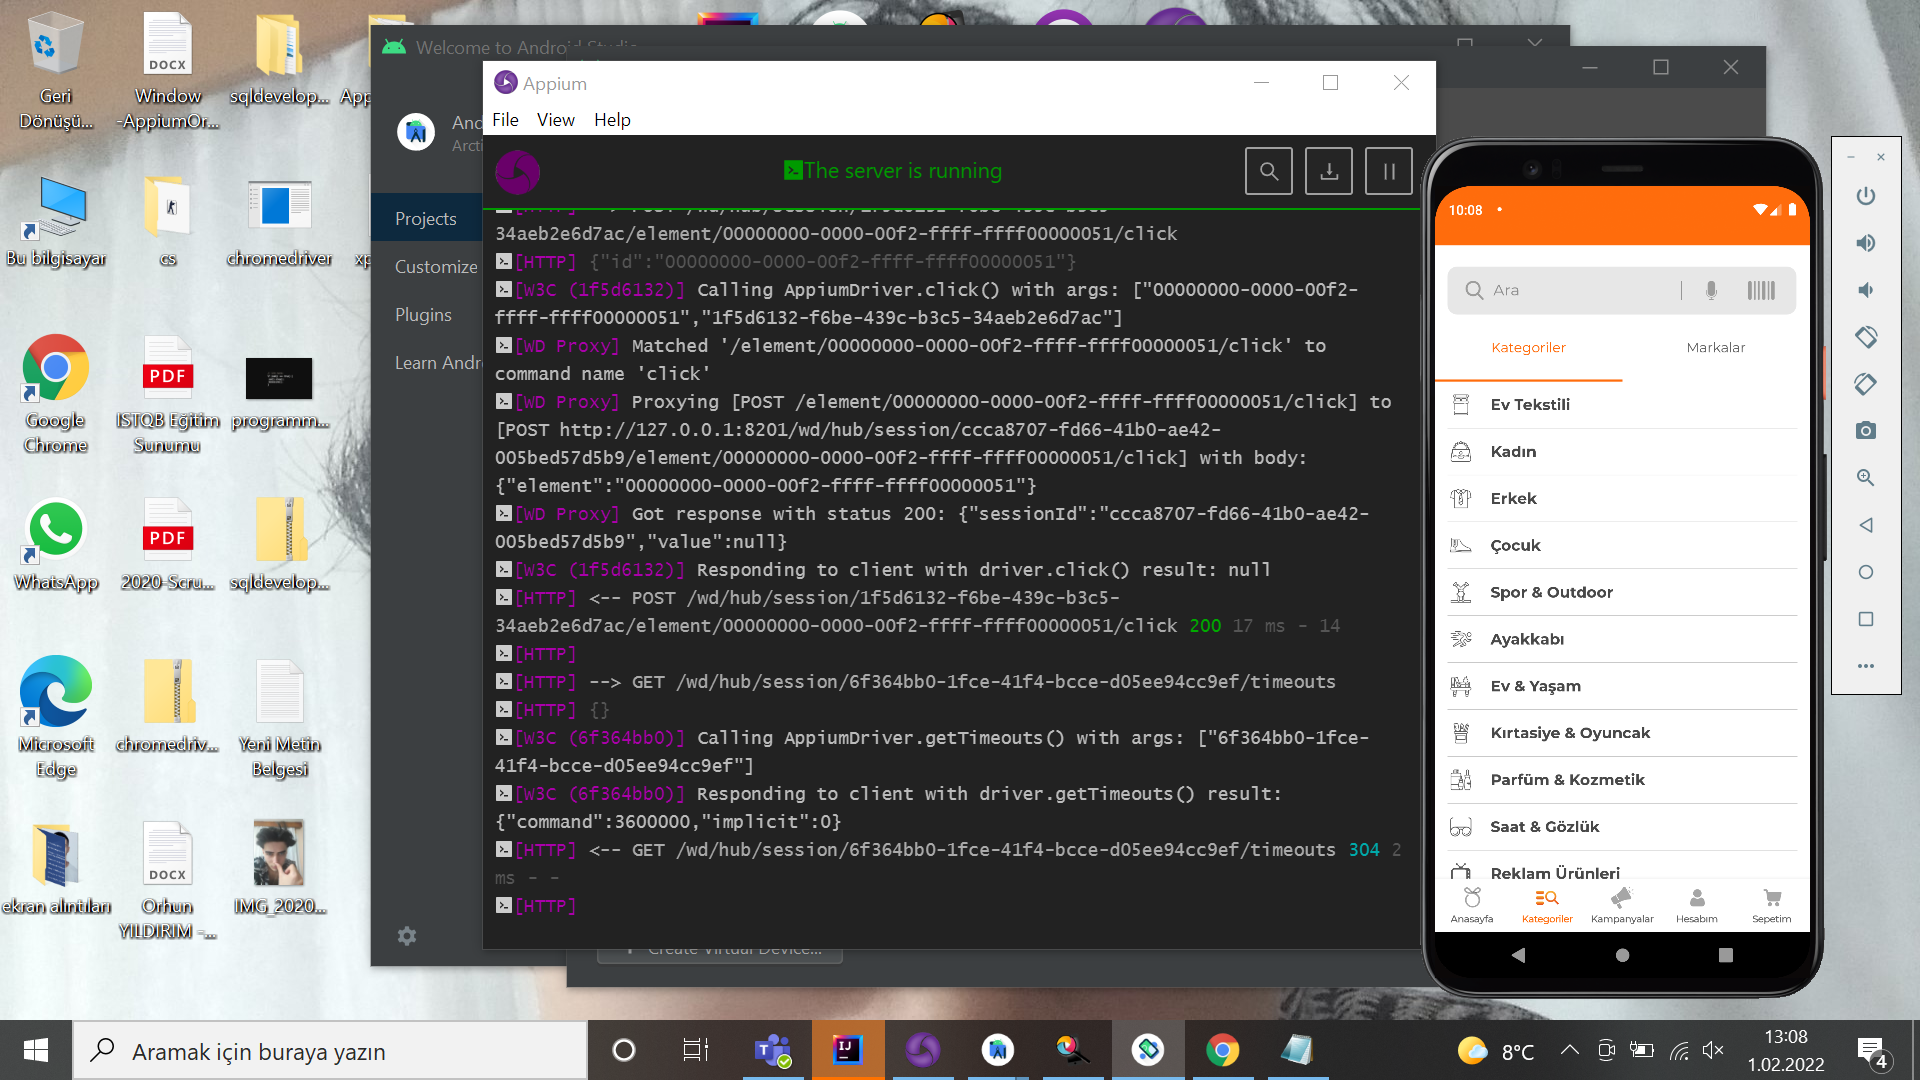 Geri
Dönüşü...
Window
-AppiumOr...
sqldevelop...
App
Bu bilgisayar
cs
chromedriver
xp
Google
Chrome
ISTQB Eğitim
Sunumu
programm...
WhatsApp
2020-Scru...
sqldevelop...
Microsoft
Edge
chromedriv...
Yeni Metin
Belgesi
ekran alıntıları
Orhun
YILDIRIM -...
IMG_2020...
DOCX
PDF
PDF
DOCX
Welcome to Android Studio
And
Arcti
Projects
Customize
Plugins
Learn Andr
Create Virtual Device...
Appium
File View Help
The server is running
34aeb2e6d7ac/element/00000000-0000-00f2-ffff-ffff00000051/click
[HTTP] {"id":"00000000-0000-00f2-ffff-ffff00000051"}
[W3C (1f5d6132)] Calling AppiumDriver.click() with args: ["00000000-0000-00f2-
ffff-ffff00000051","1f5d6132-f6be-439c-b3c5-34aeb2e6d7ac"]
[WD Proxy] Matched '/element/00000000-0000-00f2-ffff-ffff00000051/click' to
command name 'click'
[WD Proxy] Proxying [POST /element/00000000-0000-00f2-ffff-ffff00000051/click] to
[POST http://127.0.0.1:8201/wd/hub/session/ccca8707-fd66-41b0-ae42-
005bed57d5b9/element/00000000-0000-00f2-ffff-ffff00000051/click] with body:
{"element":"00000000-0000-00f2-ffff-ffff00000051"}
[WD Proxy] Got response with status 200: {"sessionId":"ccca8707-fd66-41b0-ae42-
005bed57d5b9","value":null}
[W3C (1f5d6132)] Responding to client with driver.click() result: null
[HTTP] <-- POST /wd/hub/session/1f5d6132-f6be-439c-b3c5-
34aeb2e6d7ac/element/00000000-0000-00f2-ffff-ffff00000051/click 200 17 ms - 14
[HTTP]
[HTTP] --> GET /wd/hub/session/6f364bb0-1fce-41f4-bcce-d05ee94cc9ef/timeouts
[HTTP] {}
[W3C (6f364bb0)] Calling AppiumDriver.getTimeouts() with args: ["6f364bb0-1fce-
41f4-bcce-d05ee94cc9ef"]
[W3C (6f364bb0)] Responding to client with driver.getTimeouts() result:
{"command":3600000,"implicit":0}
[HTTP] <-- GET /wd/hub/session/6f364bb0-1fce-41f4-bcce-d05ee94cc9ef/timeouts 304 2
ms - -
[HTTP]
10:08
Ara
Kategoriler Markalar
Ev Tekstili
Kadın
Erkek
Çocuk
Spor & Outdoor
Ayakkabı
Ev & Yaşam
Kırtasiye & Oyuncak
Parfüm & Kozmetik
Saat & Gözlük
Reklam Ürünleri
Anasayfa Kategoriler Kampanyalar Hesabım Sepetim
Aramak için buraya yazın
8°C
13:08
1.02.2022
4